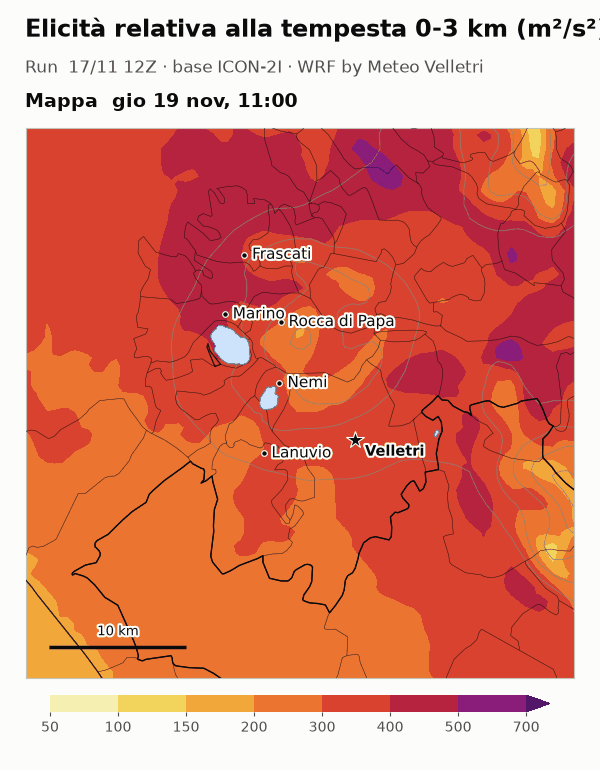 Elicità relativa alla tempesta 0-3 km (m²/s²)
Run  17/11 12Z · base ICON-2I · WRF by Meteo Velletri
Mappa  gio 19 nov, 11:00
Frascati
Marino
Rocca di Papa
Nemi
Velletri
Lanuvio
10 km
50 100 150 200 300 400 500 700